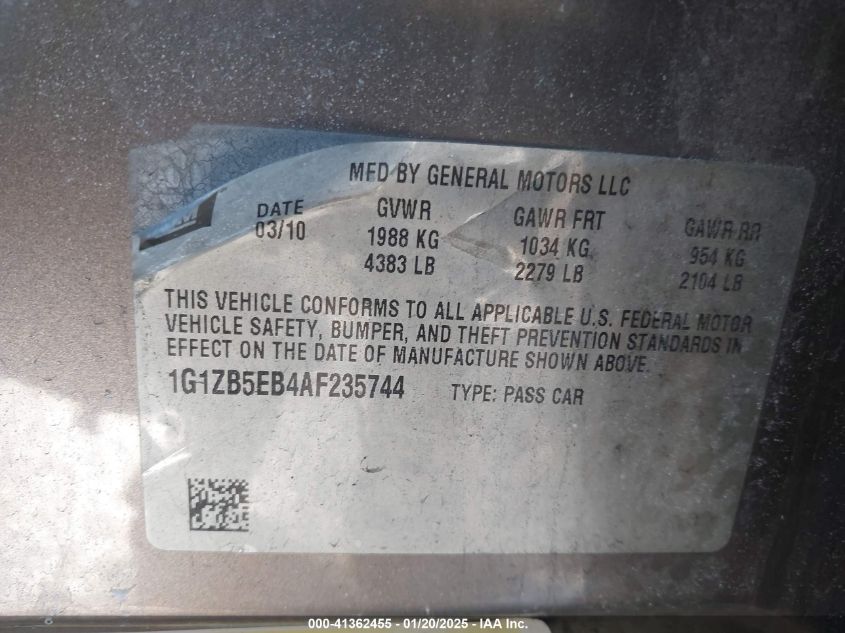 MFD BY GENERAL MOTORS LLC
DATE GVWR GAWR FRT GAWR RR
03/10 1988 KG 1034 KG 954 KG
4383 LB 2279 LB 2104 LB
THIS VEHICLE CONFORMS TO ALL APPLICABLE U.S. FEDERAL MOTOR
VEHICLE SAFETY, BUMPER, AND THEFT PREVENTION STANDARDS IN
EFFECT ON THE DATE OF MANUFACTURE SHOWN ABOVE.
1G1ZB5EB4AF235744 TYPE: PASS CAR
000-41362455 - 01/20/2025 - IAA Inc.